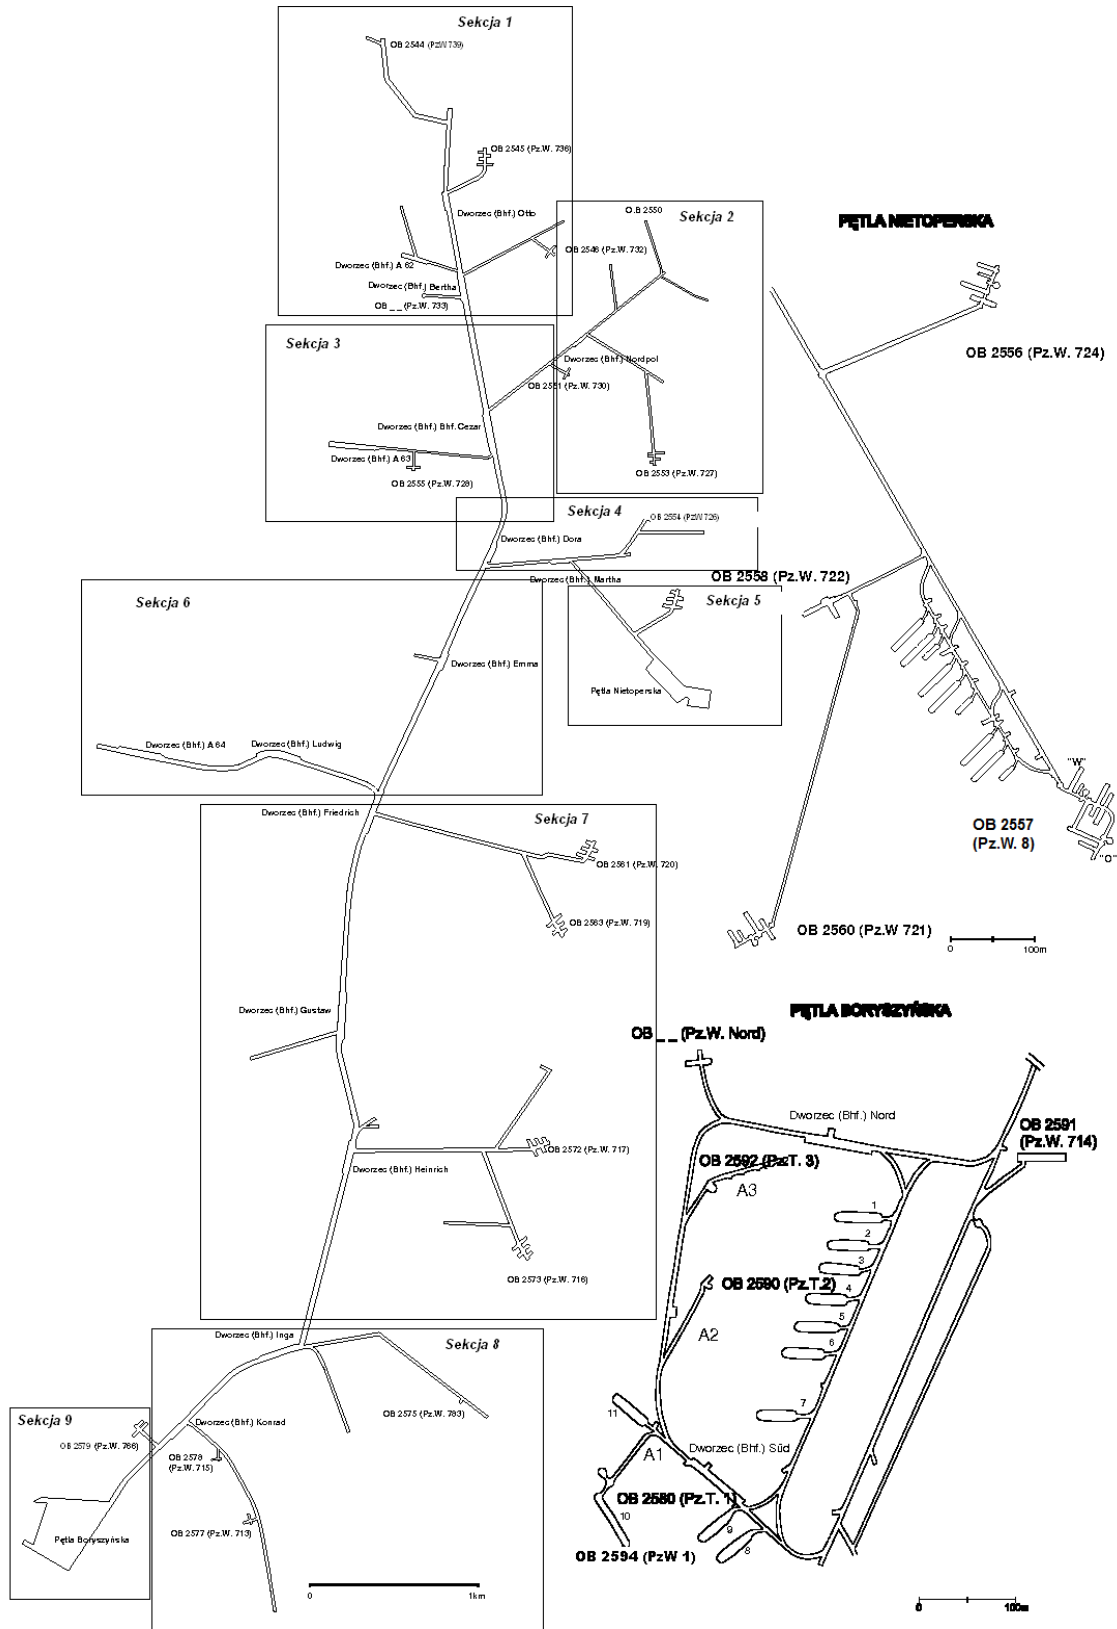 Sekcja 1
OB 2544 (PzW739)
OB 2545 (Pz.W. 736)
Dworzec (Bhf.) Otto
Dworzec (Bhf.) A 62
Dworzec (Bhf.) Bertha
OB _ _ (Pz.W. 733)
Sekcja 2
O.B 2550
OB 2546 (Pz.W. 732)
Dworzec (Bhf.) Nordpol
OB 2551 (Pz.W. 730)
OB 2553 (Pz.W. 727)
Sekcja 3
Dworzec (Bhf.) Bhf. Cezar
Dworzec (Bhf.) A 63
OB 2555 (Pz.W. 728)
Sekcja 4
OB 2554 (PzW 726)
Dworzec (Bhf.) Dora
Dworzec (Bhf.) Martha
Sekcja 5
Pętla Nietoperska
Sekcja 6
Dworzec (Bhf.) Emma
Dworzec (Bhf.) A 64
Dworzec (Bhf.) Ludwig
Dworzec (Bhf.) Friedrich
Sekcja 7
OB 2561 (Pz.W. 720)
OB 2563 (Pz.W. 719)
Dworzec (Bhf.) Gustaw
OB 2572 (Pz.W. 717)
Dworzec (Bhf.) Heinrich
OB 2573 (Pz.W. 716)
Dworzec (Bhf.) Inga
Sekcja 8
OB 2575 (Pz.W. 783)
Dworzec (Bhf.) Konrad
OB 2578
(Pz.W. 715)
OB 2577 (Pz.W. 713)
0 1km
Sekcja 9
OB 2579 (Pz.W. 766)
Pętla Boryszyńska
PĘTLA NIETOPERSKA
OB 2556 (Pz.W. 724)
OB 2558 (Pz.W. 722)
"W"
OB 2557
(Pz.W. 8)
"O"
OB 2560 (Pz.W 721)
0 100m
PĘTLA BORYSZYŃSKA
OB _ _ (Pz.W. Nord)
Dworzec (Bhf.) Nord
OB 2591
(Pz.W. 714)
OB 2592 (Pz.T. 3)
A3
1
2
3
4
5
6
7
OB 2590 (Pz.T.2)
A2
11
A1
Dworzec (Bhf.) Süd
OB 2580 (Pz.T. 1)
10
9
8
OB 2594 (PzW 1)
0 100m